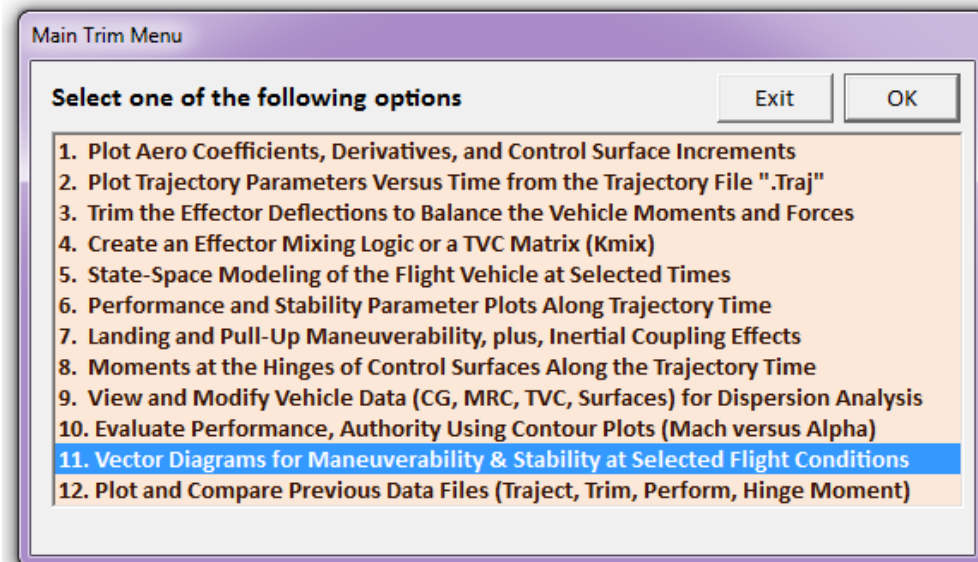 Main Trim Menu
Select one of the following options
Exit
OK
1. Plot Aero Coefficients, Derivatives, and Control Surface Increments
2. Plot Trajectory Parameters Versus Time from the Trajectory File ".Traj"
3. Trim the Effector Deflections to Balance the Vehicle Moments and Forces
4. Create an Effector Mixing Logic or a TVC Matrix (Kmix)
5. State-Space Modeling of the Flight Vehicle at Selected Times
6. Performance and Stability Parameter Plots Along Trajectory Time
7. Landing and Pull-Up Maneuverability, plus, Inertial Coupling Effects
8. Moments at the Hinges of Control Surfaces Along the Trajectory Time
9. View and Modify Vehicle Data (CG, MRC, TVC, Surfaces) for Dispersion Analysis
10. Evaluate Performance, Authority Using Contour Plots (Mach versus Alpha)
11. Vector Diagrams for Maneuverability & Stability at Selected Flight Conditions
12. Plot and Compare Previous Data Files (Traject, Trim, Perform, Hinge Moment)